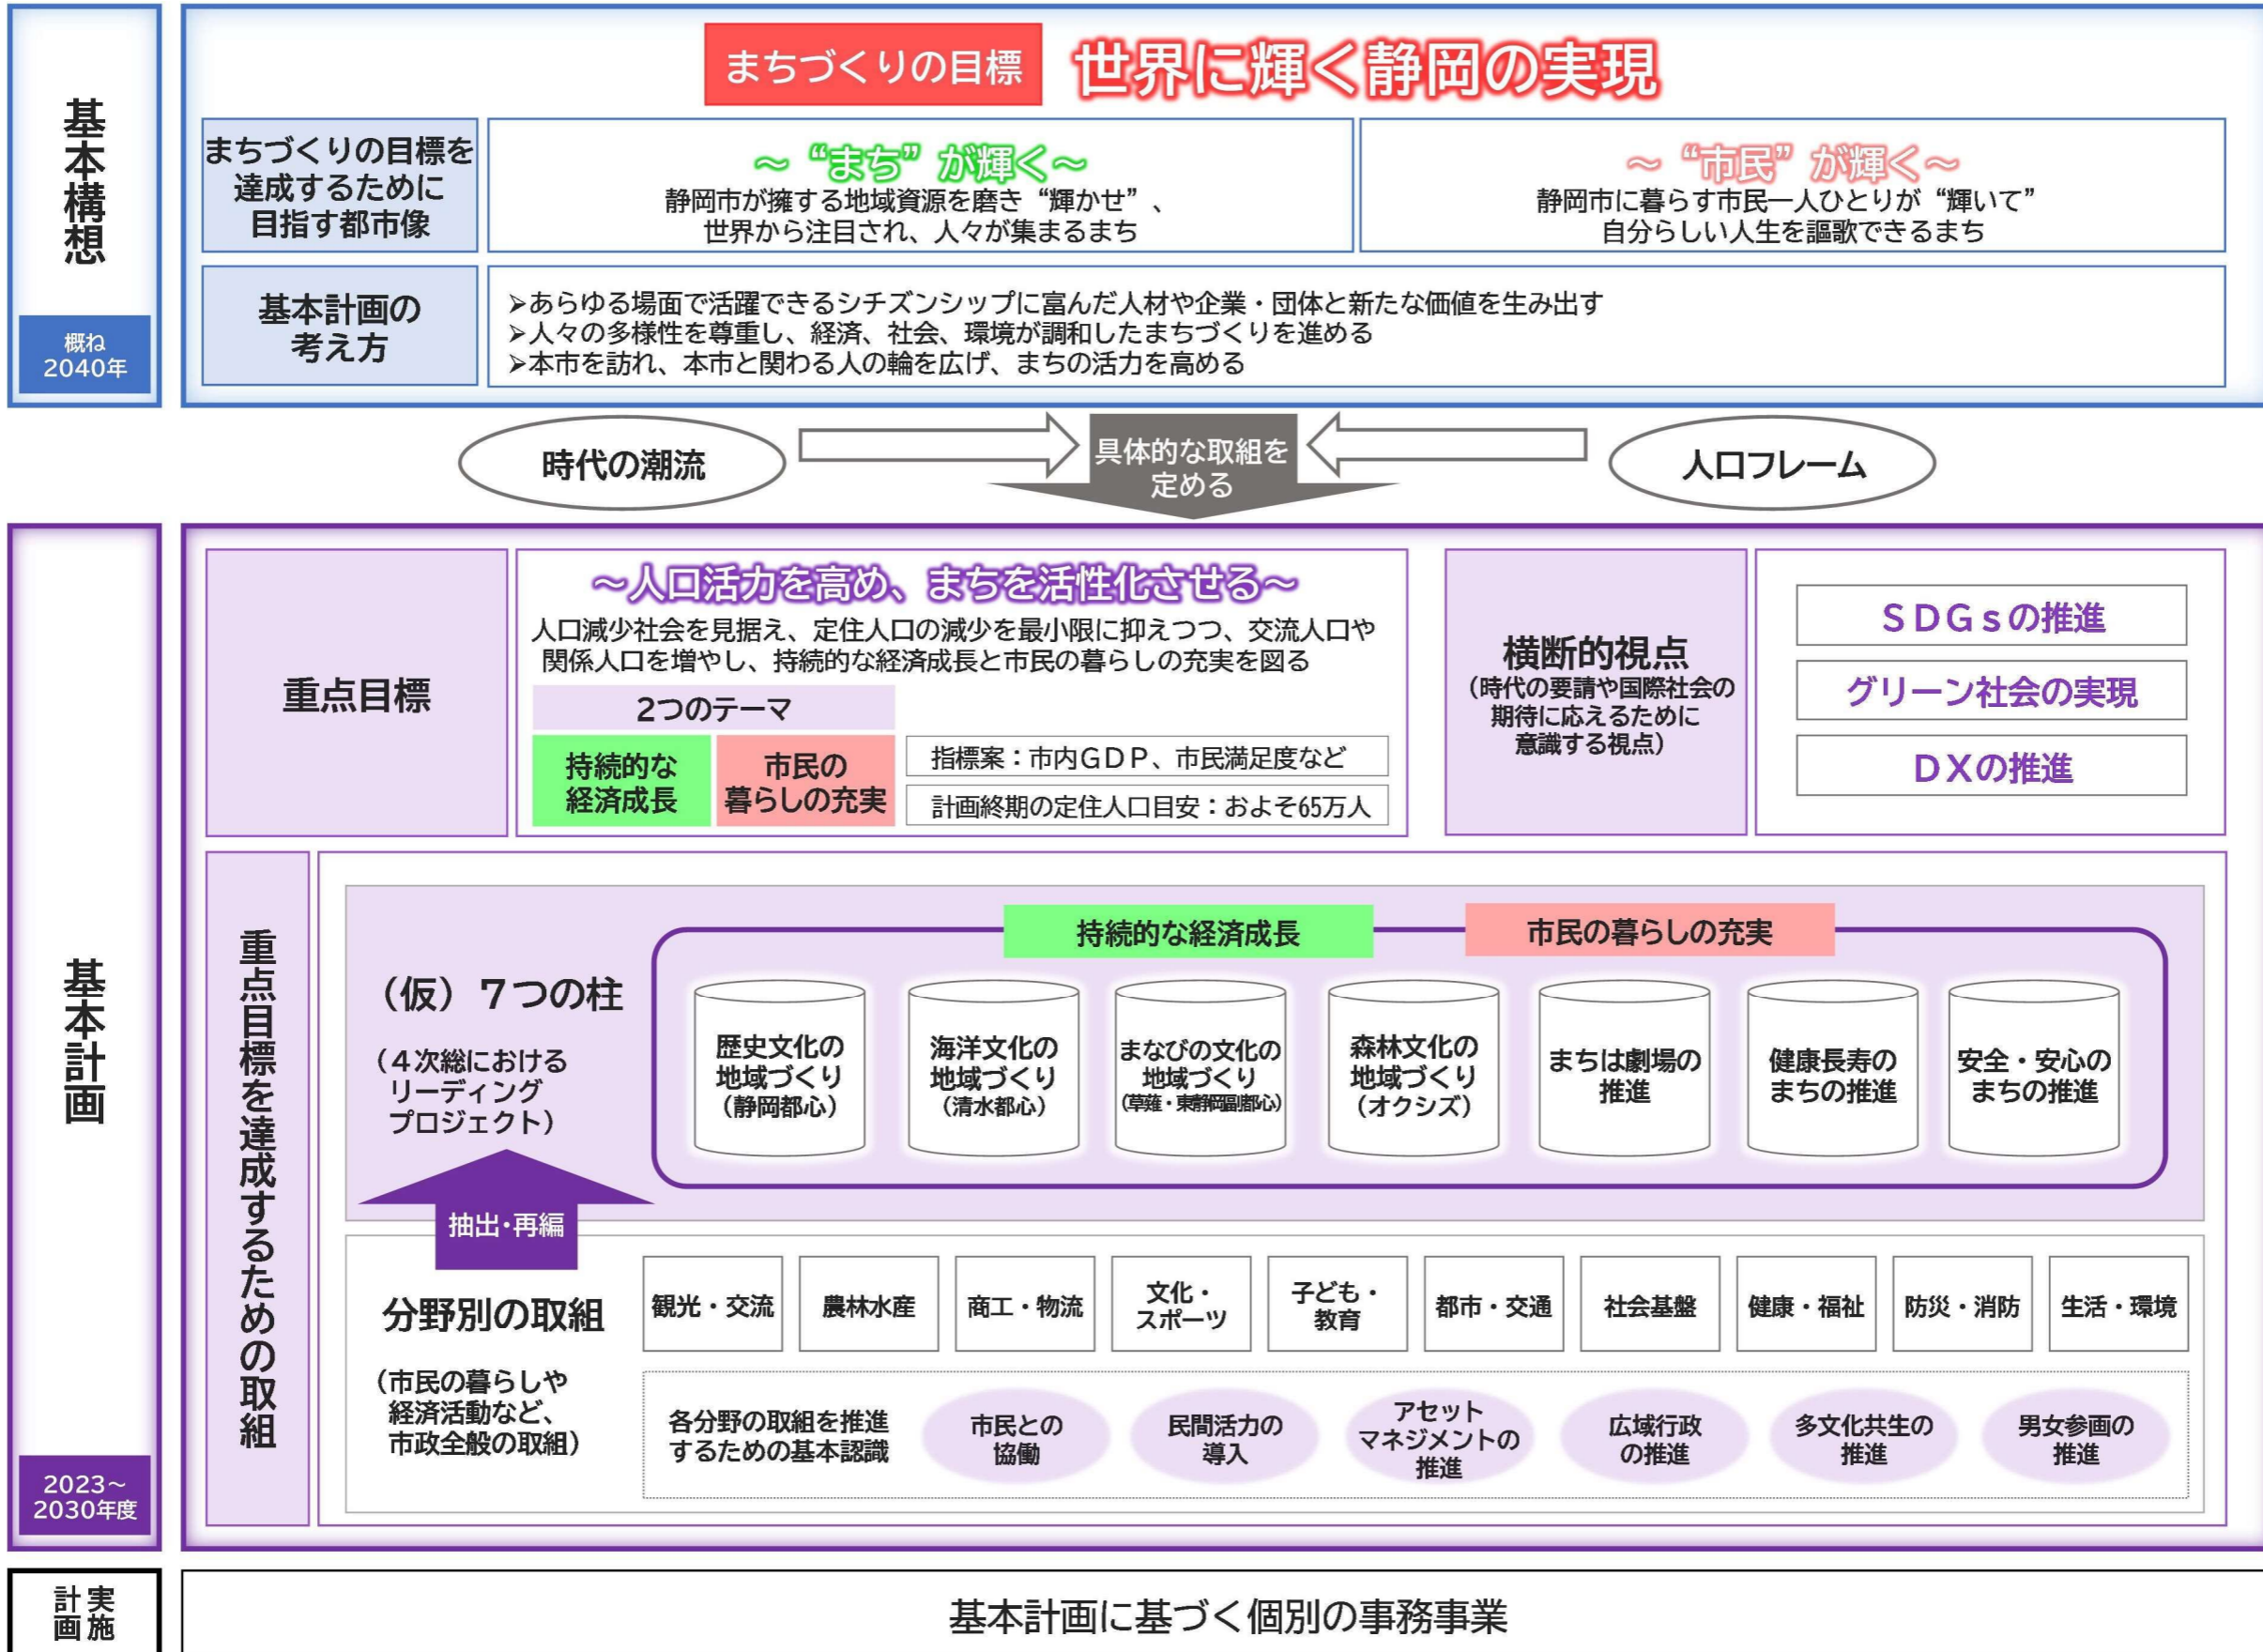 基本構想
概ね
2040年
まちづくりの目標
世界に輝く静岡の実現
まちづくりの目標を
達成するために
目指す都市像
～“まち”が輝く～
静岡市が擁する地域資源を磨き“輝かせ”、
世界から注目され、人々が集まるまち
～“市民”が輝く～
静岡市に暮らす市民一人ひとりが“輝いて”
自分らしい人生を謳歌できるまち
基本計画の
考え方
➢あらゆる場面で活躍できるシチズンシップに富んだ人材や企業・団体と新たな価値を生み出す
➢人々の多様性を尊重し、経済、社会、環境が調和したまちづくりを進める
➢本市を訪れ、本市と関わる人の輪を広げ、まちの活力を高める
時代の潮流
具体的な取組を
定める
人口フレーム
基本計画
2023～
2030年度
重点目標
～人口活力を高め、まちを活性化させる～
人口減少社会を見据え、定住人口の減少を最小限に抑えつつ、交流人口や
関係人口を増やし、持続的な経済成長と市民の暮らしの充実を図る
2つのテーマ
持続的な
経済成長
市民の
暮らしの充実
指標案：市内ＧＤＰ、市民満足度など
計画終期の定住人口目安：およそ65万人
横断的視点
（時代の要請や国際社会の
期待に応えるために
意識する視点）
ＳＤＧｓの推進
グリーン社会の実現
ＤＸの推進
重点目標を達成するための取組
（仮）７つの柱
（４次総における
リーディング
プロジェクト）
持続的な経済成長
市民の暮らしの充実
歴史文化の
地域づくり
（静岡都心）
海洋文化の
地域づくり
（清水都心）
まなびの文化の
地域づくり
（草薙・東静岡副都心）
森林文化の
地域づくり
（オクシズ）
まちは劇場の
推進
健康長寿の
まちの推進
安全・安心の
まちの推進
抽出・再編
分野別の取組
（市民の暮らしや
経済活動など、
市政全般の取組）
観光・交流
農林水産
商工・物流
文化・
スポーツ
子ども・
教育
都市・交通
社会基盤
健康・福祉
防災・消防
生活・環境
各分野の取組を推進
するための基本認識
市民との
協働
民間活力の
導入
アセット
マネジメントの
推進
広域行政
の推進
多文化共生の
推進
男女参画の
推進
実施
計画
基本計画に基づく個別の事務事業